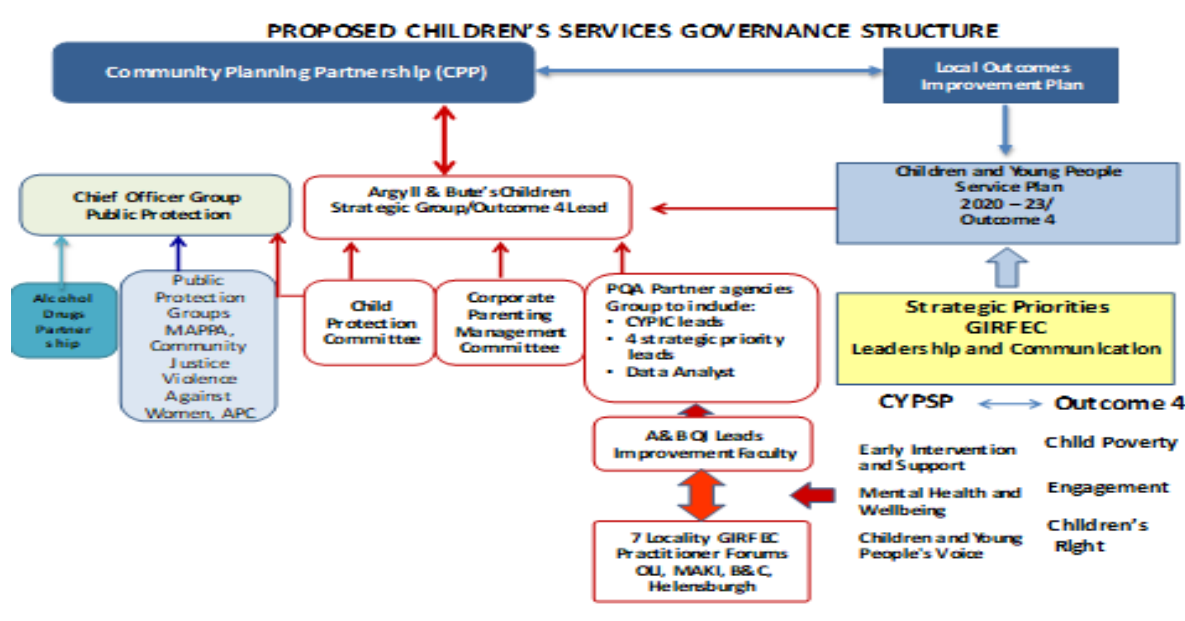 PROPOSED CHILDREN'S SERVICES GOVERNANCE STRUCTURE
Community Planning Partnership (CPP)
Local Outcomes
Improvement Plan
Chief Officer Group
Public Protection
Argyll & Bute's Children
Strategic Group/Outcome 4 Lead
Children and Young People
Service Plan
2020 – 23/
Outcome 4
Alcohol
Drugs
Partner
ship
Public
Protection
Groups
MAPPA,
Community
Justice
Violence
Against
Women, APC
Child
Protection
Committee
Corporate
Parenting
Management
Committee
PQA Partner agencies
Group to include:
• CYPIC leads
• 4 strategic priority
leads
• Data Analyst
Strategic Priorities
GIRFEC
Leadership and Communication
A&B QI Leads
Improvement Faculty
7 Locality GIRFEC
Practitioner Forums
OLI, MAKI, B&C,
Helensburgh
CYPSP
Outcome 4
Early Intervention
and Support
Mental Health and
Wellbeing
Children and Young
People's Voice
Child Poverty
Engagement
Children's
Right